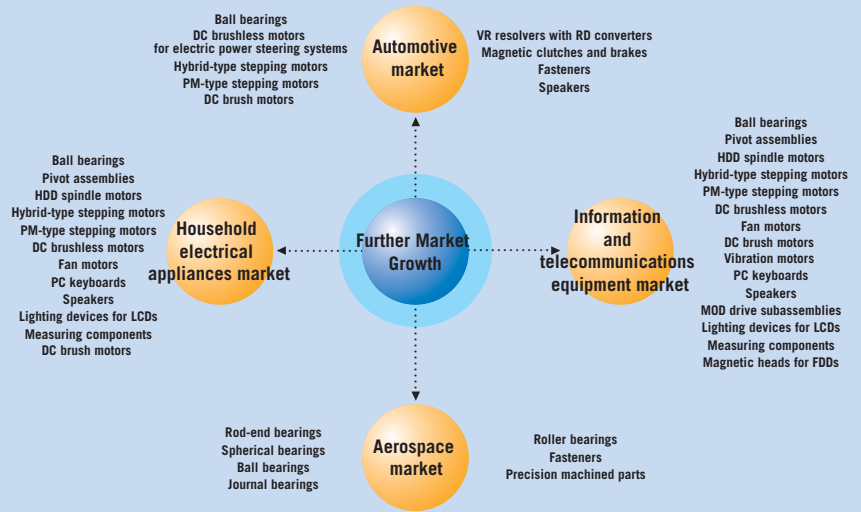 Ball bearings
DC brushless motors
for electric power steering systems
Hybrid-type stepping motors
PM-type stepping motors
DC brush motors
Automotive
market
VR resolvers with RD converters
Magnetic clutches and brakes
Fasteners
Speakers
Ball bearings
Pivot assemblies
HDD spindle motors
Hybrid-type stepping motors
PM-type stepping motors
DC brushless motors
Fan motors
PC keyboards
Speakers
Lighting devices for LCDs
Measuring components
DC brush motors
Household
electrical
appliances market
Further Market
Growth
Information
and
telecommunications
equipment market
Ball bearings
Pivot assemblies
HDD spindle motors
Hybrid-type stepping motors
PM-type stepping motors
DC brushless motors
Fan motors
DC brush motors
Vibration motors
PC keyboards
Speakers
MOD drive subassemblies
Lighting devices for LCDs
Measuring components
Magnetic heads for FDDs
Rod-end bearings
Spherical bearings
Ball bearings
Journal bearings
Aerospace
market
Roller bearings
Fasteners
Precision machined parts